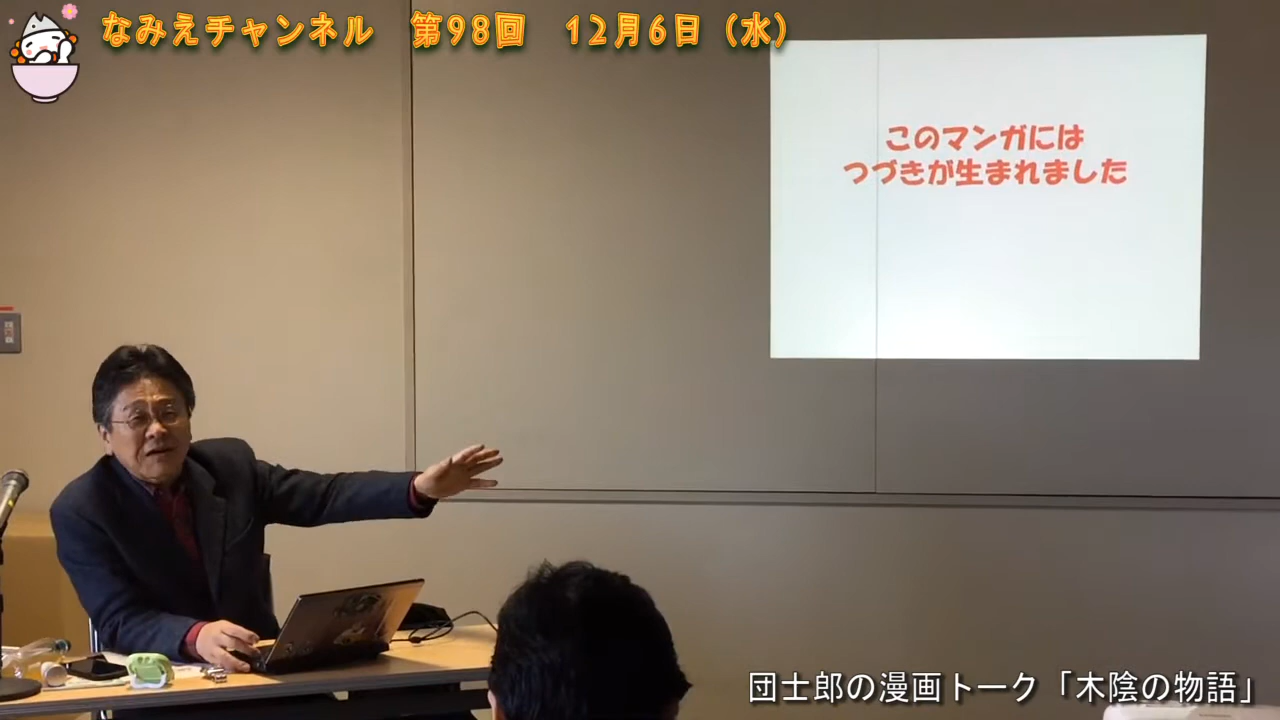 なみえチャンネル　第98回　12月6日（水）
このマンガには
つづきが生まれました
団士郎の漫画トーク「木陰の物語」